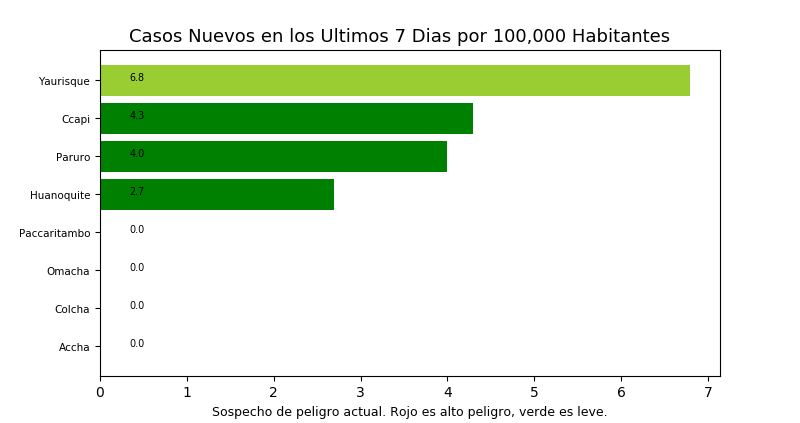 Casos Nuevos en los Ultimos 7 Dias por 100,000 Habitantes
Yaurisque 6.8
Ccapi 4.3
Paruro 4.0
Huanoquite 2.7
Paccaritambo 0.0
Omacha 0.0
Colcha 0.0
Accha 0.0
0 1 2 3 4 5 6 7
Sospecho de peligro actual. Rojo es alto peligro, verde es leve.